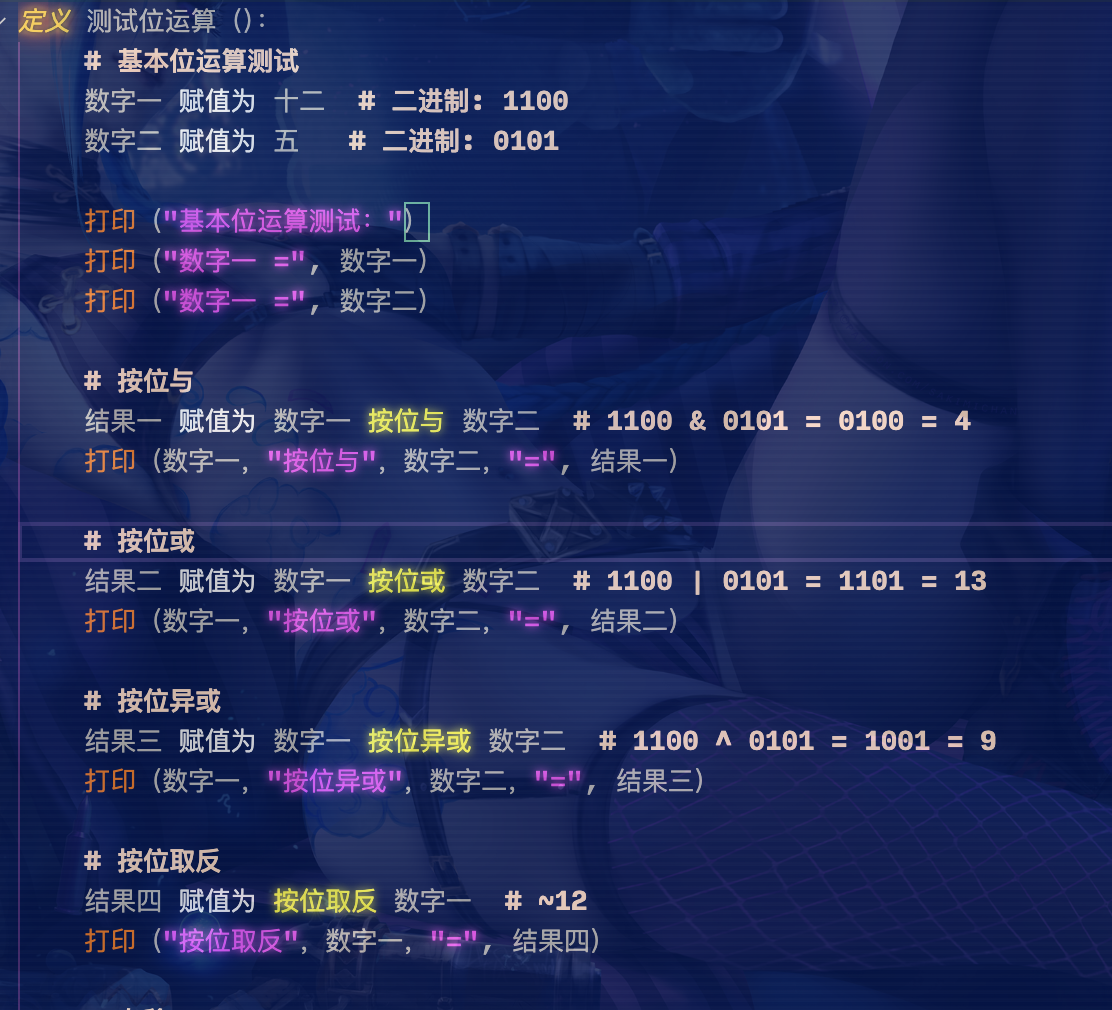 定义 测试位运算 ():
# 基本位运算测试
数字一 赋值为 十二 # 二进制: 1100
数字二 赋值为 五 # 二进制: 0101
打印 ("基本位运算测试: ")
打印 ("数字一 =", 数字一)
打印 ("数字一 =", 数字二)
# 按位与
结果一 赋值为 数字一 按位与 数字二 # 1100 & 0101 = 0100 = 4
打印 (数字一, "按位与", 数字二, "=", 结果一)
# 按位或
结果二 赋值为 数字一 按位或 数字二 # 1100 | 0101 = 1101 = 13
打印 (数字一, "按位或", 数字二, "=", 结果二)
# 按位异或
结果三 赋值为 数字一 按位异或 数字二 # 1100 ^ 0101 = 1001 = 9
打印 (数字一, "按位异或", 数字二, "=", 结果三)
# 按位取反
结果四 赋值为 按位取反 数字一 # ~12
打印 ("按位取反", 数字一, "=", 结果四)